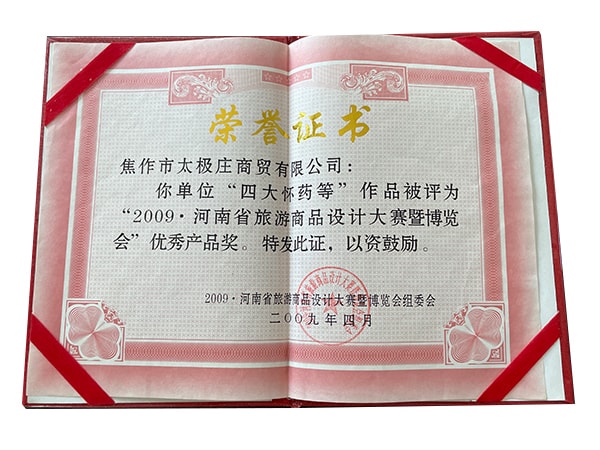 荣誉证书
焦作市太极庄商贸有限公司：
你单位“四大怀药等”作品被评为
“2009·河南省旅游商品设计大赛暨博览
会”优秀产品奖。特发此证，以资鼓励。
2009·河南省旅游商品设计大赛暨博览会组委会
二〇〇九年四月